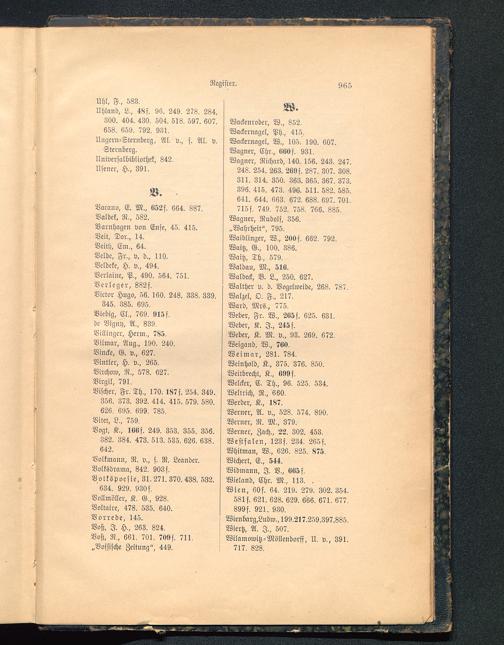 Register.
965
Uhl, F., 583.
Uhland, L., 48f. 96. 249. 278. 284.
300. 404. 430. 504. 518. 597. 607.
658. 659. 792. 931.
Ungern-Sternberg, Al. v., s. Al. v.
Sternberg.
Universalbibliothek, 842.
Usener, H., 391.
V.
Vacano, E. M., 652f. 664. 887.
Valdek, R., 582.
Varnhagen von Ense, 45. 415.
Veit, Dor., 14.
Veith, Em., 64.
Velde, Fr., v. d., 110.
Veldeke, H. v., 494.
Verlaine, P., 490. 564. 751.
Verleger, 882f.
Victor Hugo, 56. 160. 248. 338. 339.
345. 385. 695.
Viebig, Cl., 769. 915f.
de Vigny, A., 839.
Villinger, Herm., 785.
Vilmar, Aug., 190. 240.
Vincke, G. v., 627.
Vintler, H. v., 265.
Virchow, R., 578. 627.
Virgil, 791.
Vischer, Fr. Th., 170. 187f. 254. 349.
356. 373. 392. 414. 415. 579. 580.
626. 695. 699. 785.
Vitet, L., 759.
Vogt, K., 166f. 249. 353. 355. 356.
382. 384. 473. 513. 535. 626. 638.
642.
Volkmann, R. v., s. R. Leander.
Volksdrama, 842. 903f.
Volkspoesie, 31. 271. 370. 438. 532.
634. 929. 930f.
Vollmöller, K. G., 928.
Voltaire, 478. 535. 640.
Vorrede, 145.
Voß, J. H., 263. 824.
Voß, R., 661. 701. 709f. 711.
„Vossische Zeitung“, 449.
W.
Wackenroder, W., 852.
Wackernagel, Ph., 415.
Wackernagel, W., 105. 190. 607.
Wagner, Chr., 660f. 931.
Wagner, Richard, 140. 156. 243. 247.
248. 254. 263. 269f. 287. 307. 308.
311. 314. 350. 363. 365. 367. 373.
396. 415. 473. 496. 511. 582. 585.
641. 644. 663. 672. 688. 697. 701.
715f. 749. 752. 758. 766. 885.
Wagner, Rudolf, 356.
„Wahrheit“, 795.
Waiblinger, W., 200f. 662. 792.
Waitz, G., 100. 386.
Waitz, Th., 579.
Waldau, M., 516.
Waldeck, B. L., 250. 627.
Walther v. d. Vogelweide, 268. 787.
Walzel, O. F., 217.
Ward, Mrs., 775.
Weber, Fr. W., 265f. 625. 631.
Weber, K. J., 245f.
Weber, K. M. v., 93. 269. 672.
Weigand, W., 760.
Weimar, 281. 784.
Weinhold, K., 375. 376. 850.
Weitbrecht, K., 699f.
Welcker, C. Th., 96. 525. 534.
Weltrich, R., 660.
Werder, K., 187.
Werner, A. v., 528. 574. 890.
Werner, R. M., 379.
Werner, Zach., 22. 302. 453.
Westfalen, 123f. 234. 265f.
Whitman, W., 626. 825. 875.
Wichert, E., 544.
Widmann, J. V., 665f.
Wieland, Chr. M., 113.
Wien, 60f. 64. 219. 279. 302. 354.
581f. 621. 628. 629. 666. 671. 677.
899f. 921. 930.
Wienbarg, Ludw., 199. 217. 259. 397. 885.
Wiertz, A. J., 507.
Wilamowitz-Möllendorff, U. v., 391.
717. 828.